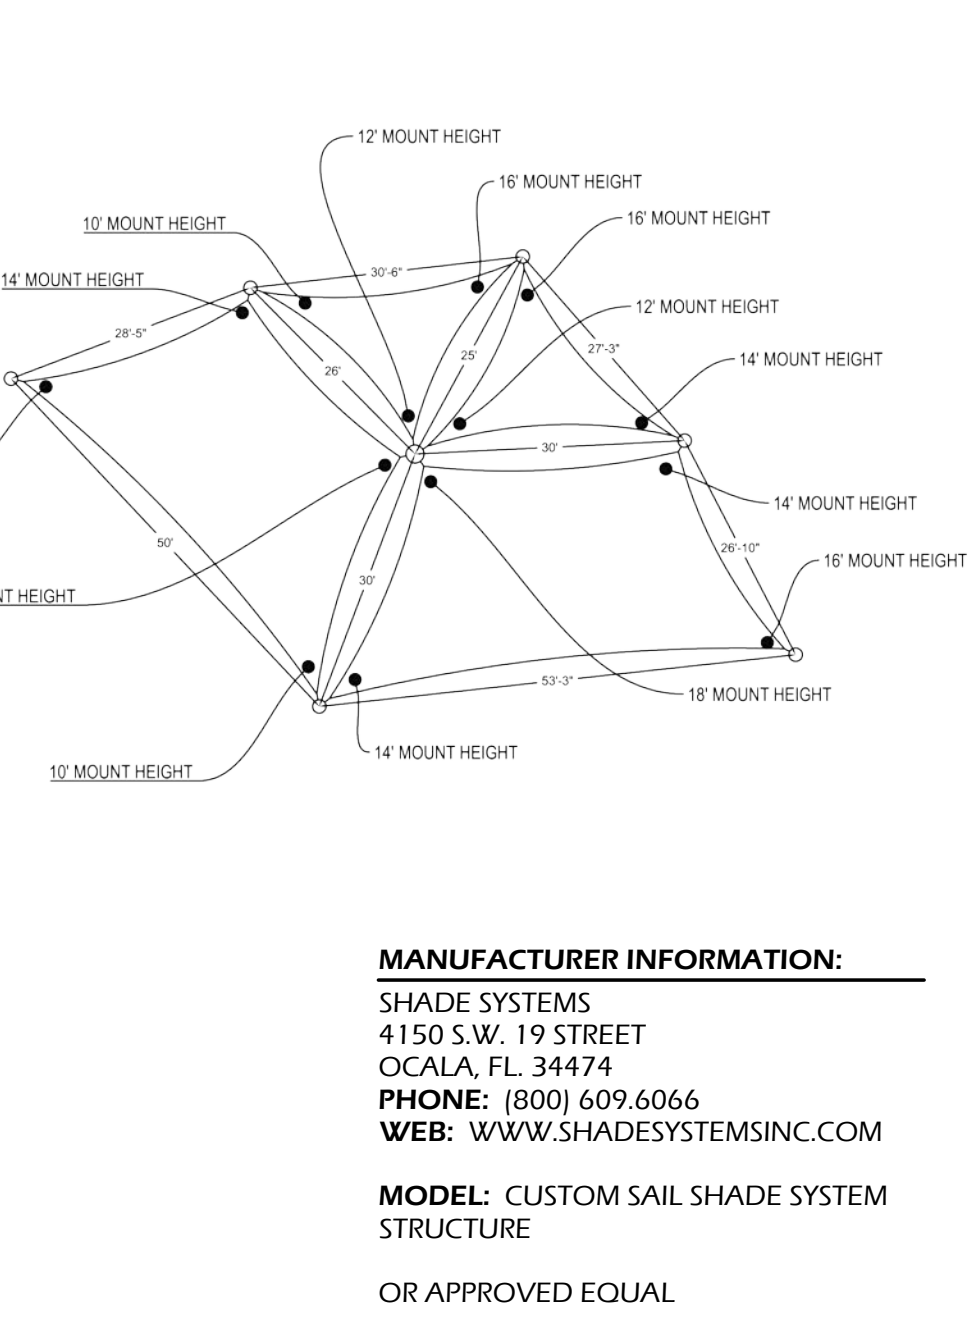 12' MOUNT HEIGHT
16' MOUNT HEIGHT
16' MOUNT HEIGHT
10' MOUNT HEIGHT
14' MOUNT HEIGHT
30'-6"
12' MOUNT HEIGHT
28'-5"
25'
27'-3"
14' MOUNT HEIGHT
26'
30'
14' MOUNT HEIGHT
50'
26'-10"
16' MOUNT HEIGHT
30'
HEIGHT
53'-3"
18' MOUNT HEIGHT
14' MOUNT HEIGHT
10' MOUNT HEIGHT
MANUFACTURER INFORMATION:
SHADE SYSTEMS
4150 S.W. 19 STREET
OCALA, FL. 34474
PHONE: (800) 609.6066
WEB: WWW.SHADESYSTEMSINC.COM
MODEL: CUSTOM SAIL SHADE SYSTEM
STRUCTURE
OR APPROVED EQUAL